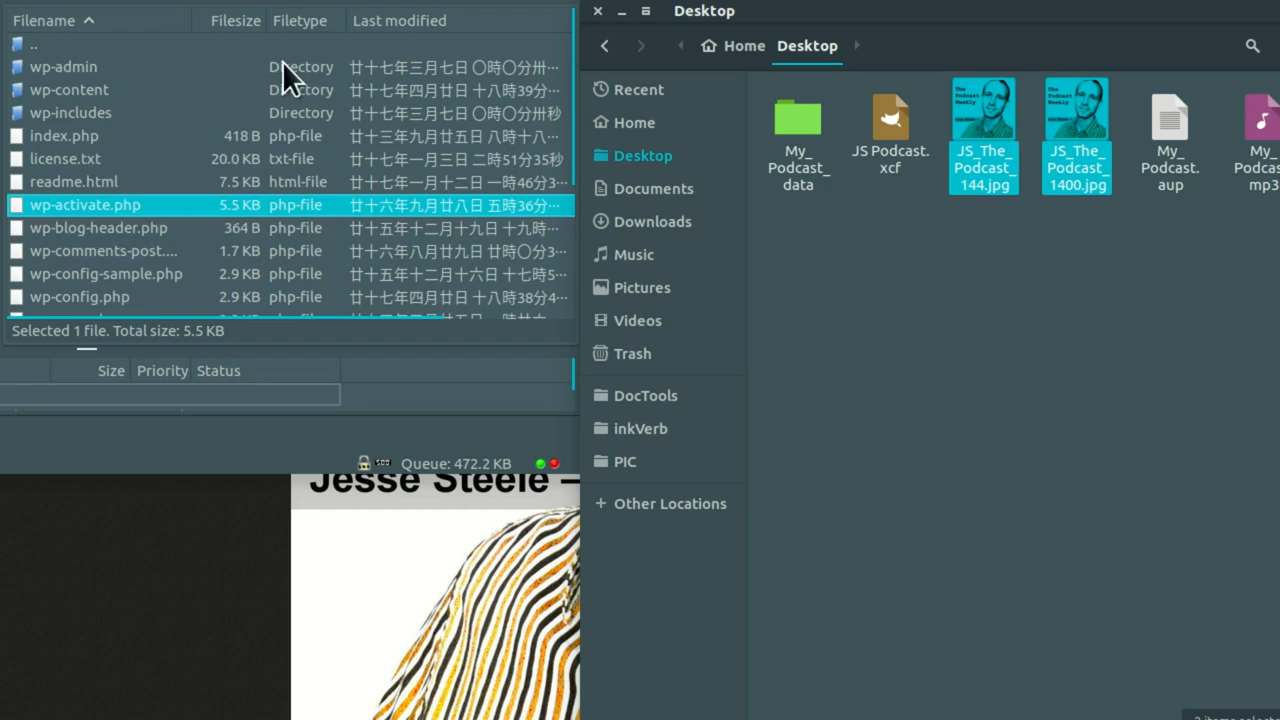 Filename Filesize Filetype Last modified
..
wp-admin Directory 廿十七年三月七日 〇時〇分卅···
wp-content Directory 廿十七年四月廿日 十八時39分···
wp-includes Directory 廿十七年三月七日 〇時〇分卅秒
index.php 418 B php-file 廿十三年九月廿五日 八時十八···
license.txt 20.0 KB txt-file 廿十七年一月三日 二時51分35秒
readme.html 7.5 KB html-file 廿十七年一月十二日 一時46分3···
wp-activate.php 5.5 KB php-file 廿十六年九月廿八日 五時36分···
wp-blog-header.php 364 B php-file 廿十五年十二月十九日 十九時···
wp-comments-post.... 1.7 KB php-file 廿十六年八月廿九日 廿時〇分3···
wp-config-sample.php 2.9 KB php-file 廿十五年十二月十六日 十七時5···
wp-config.php 2.9 KB php-file 廿十七年四月廿日 十八時38分4···
Selected 1 file. Total size: 5.5 KB
Size Priority Status
Queue: 472.2 KB
Jesse Steele –
Desktop
Home Desktop
Recent
Home
Desktop
Documents
Downloads
Music
Pictures
Videos
Trash
DocTools
inkVerb
PIC
+ Other Locations
My_
Podcast_
data
JS Podcast.
xcf
JS_The_
Podcast_
144.jpg
JS_The_
Podcast_
1400.jpg
My_
Podcast.
aup
My_
Podcas
mp3
The
Podcast
Weekly
The
Podcast
Weekly